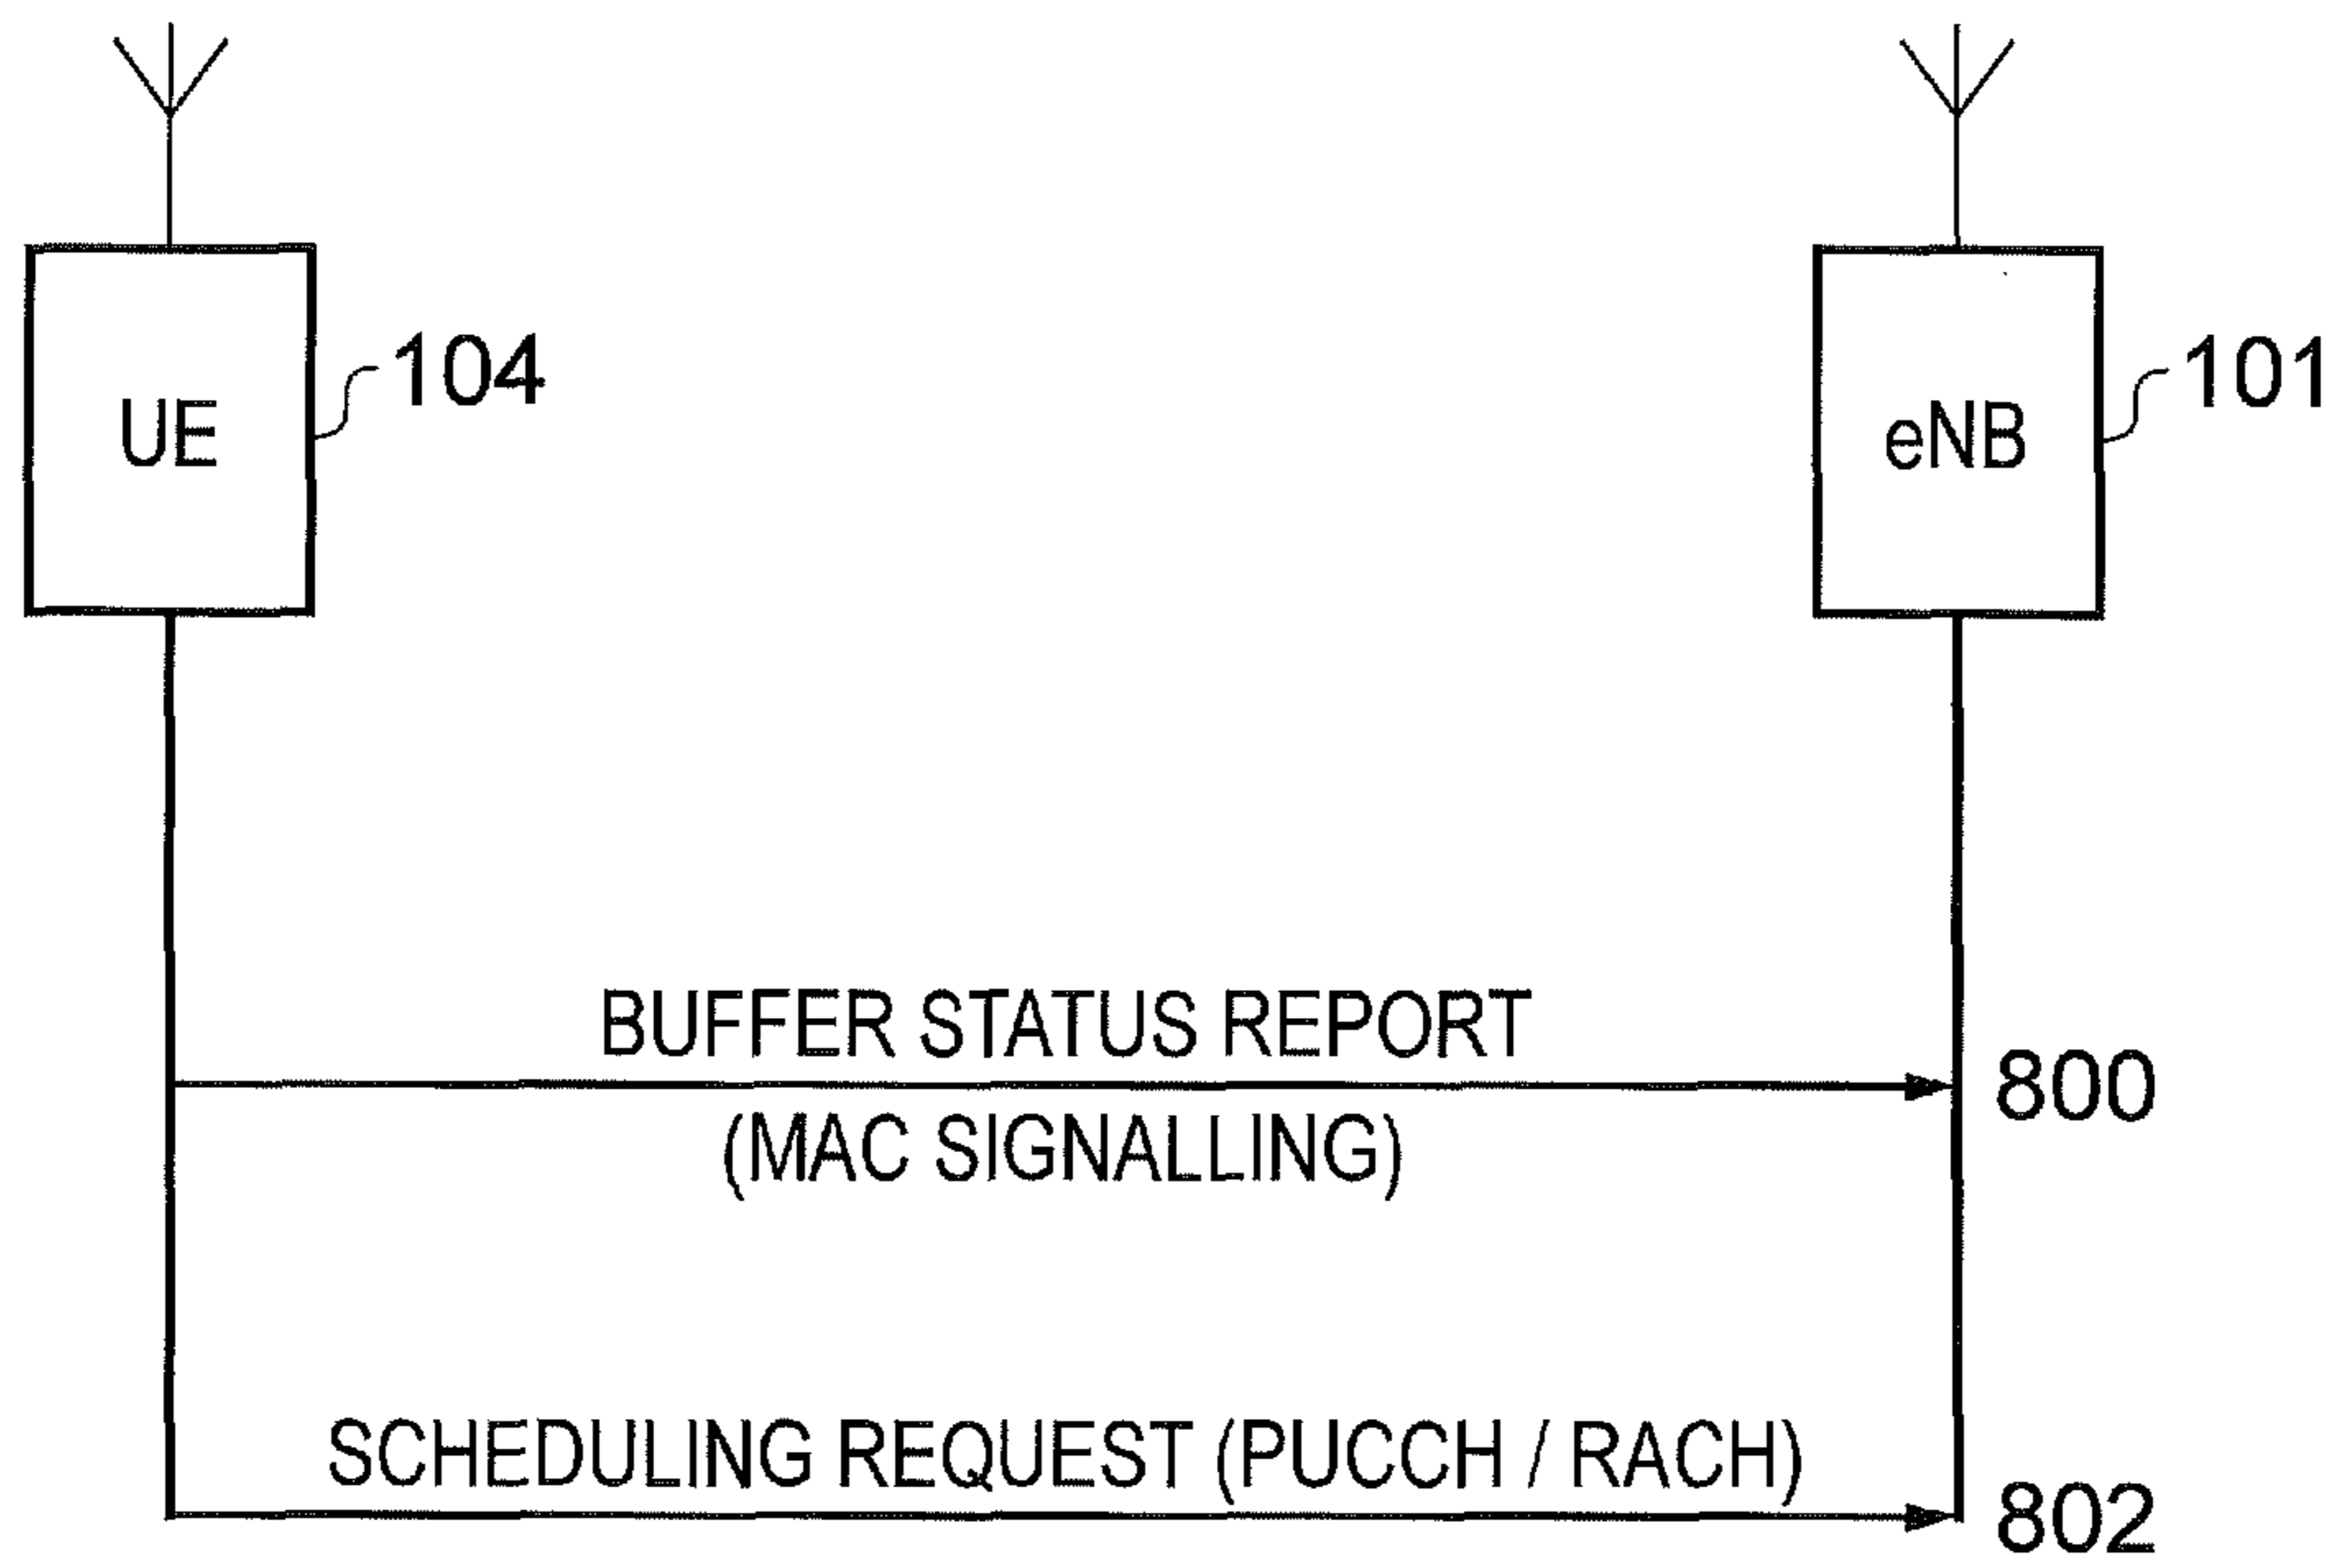 UE
104
eNB
101
BUFFER STATUS REPORT
800
(MAC SIGNALLING)
SCHEDULING REQUEST (PUCCH / RACH)
802